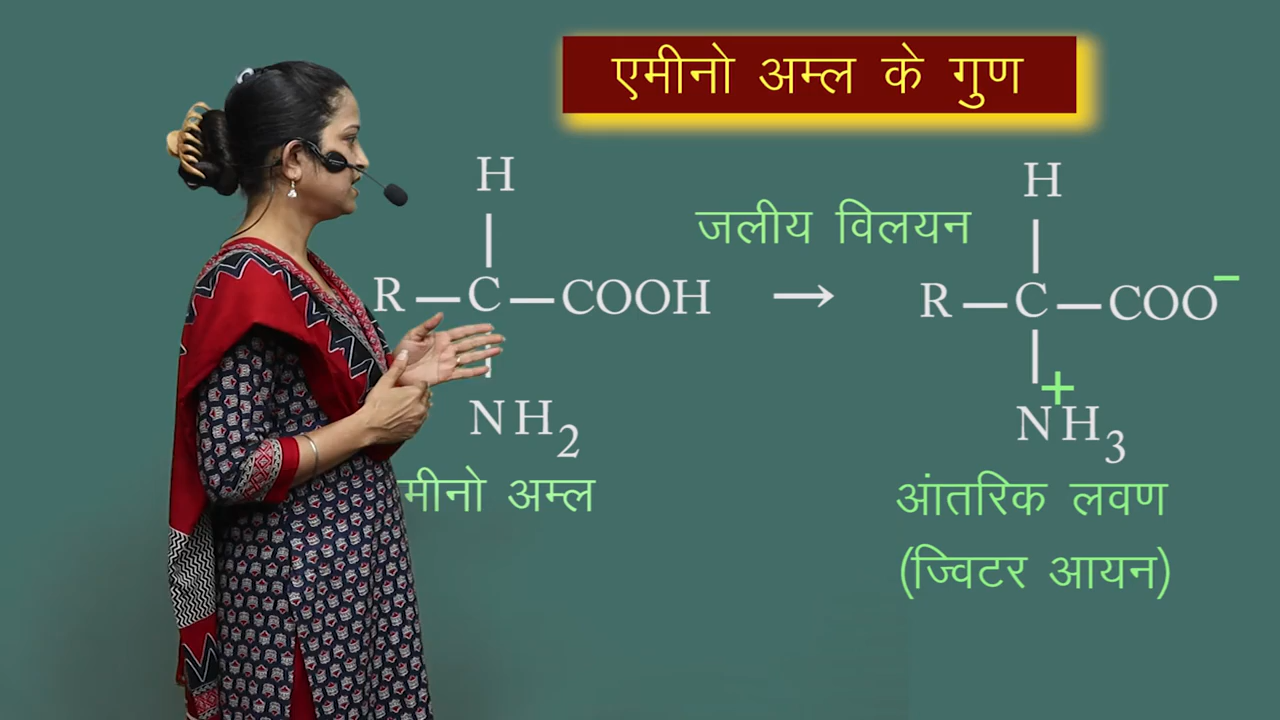 एमीनो अम्ल के गुण
H
H
जलीय विलयन
R — C — COOH → R — C — COO⁻
+
NH₂
NH₃
मीनो अम्ल
आंतरिक लवण
(ज्विटर आयन)